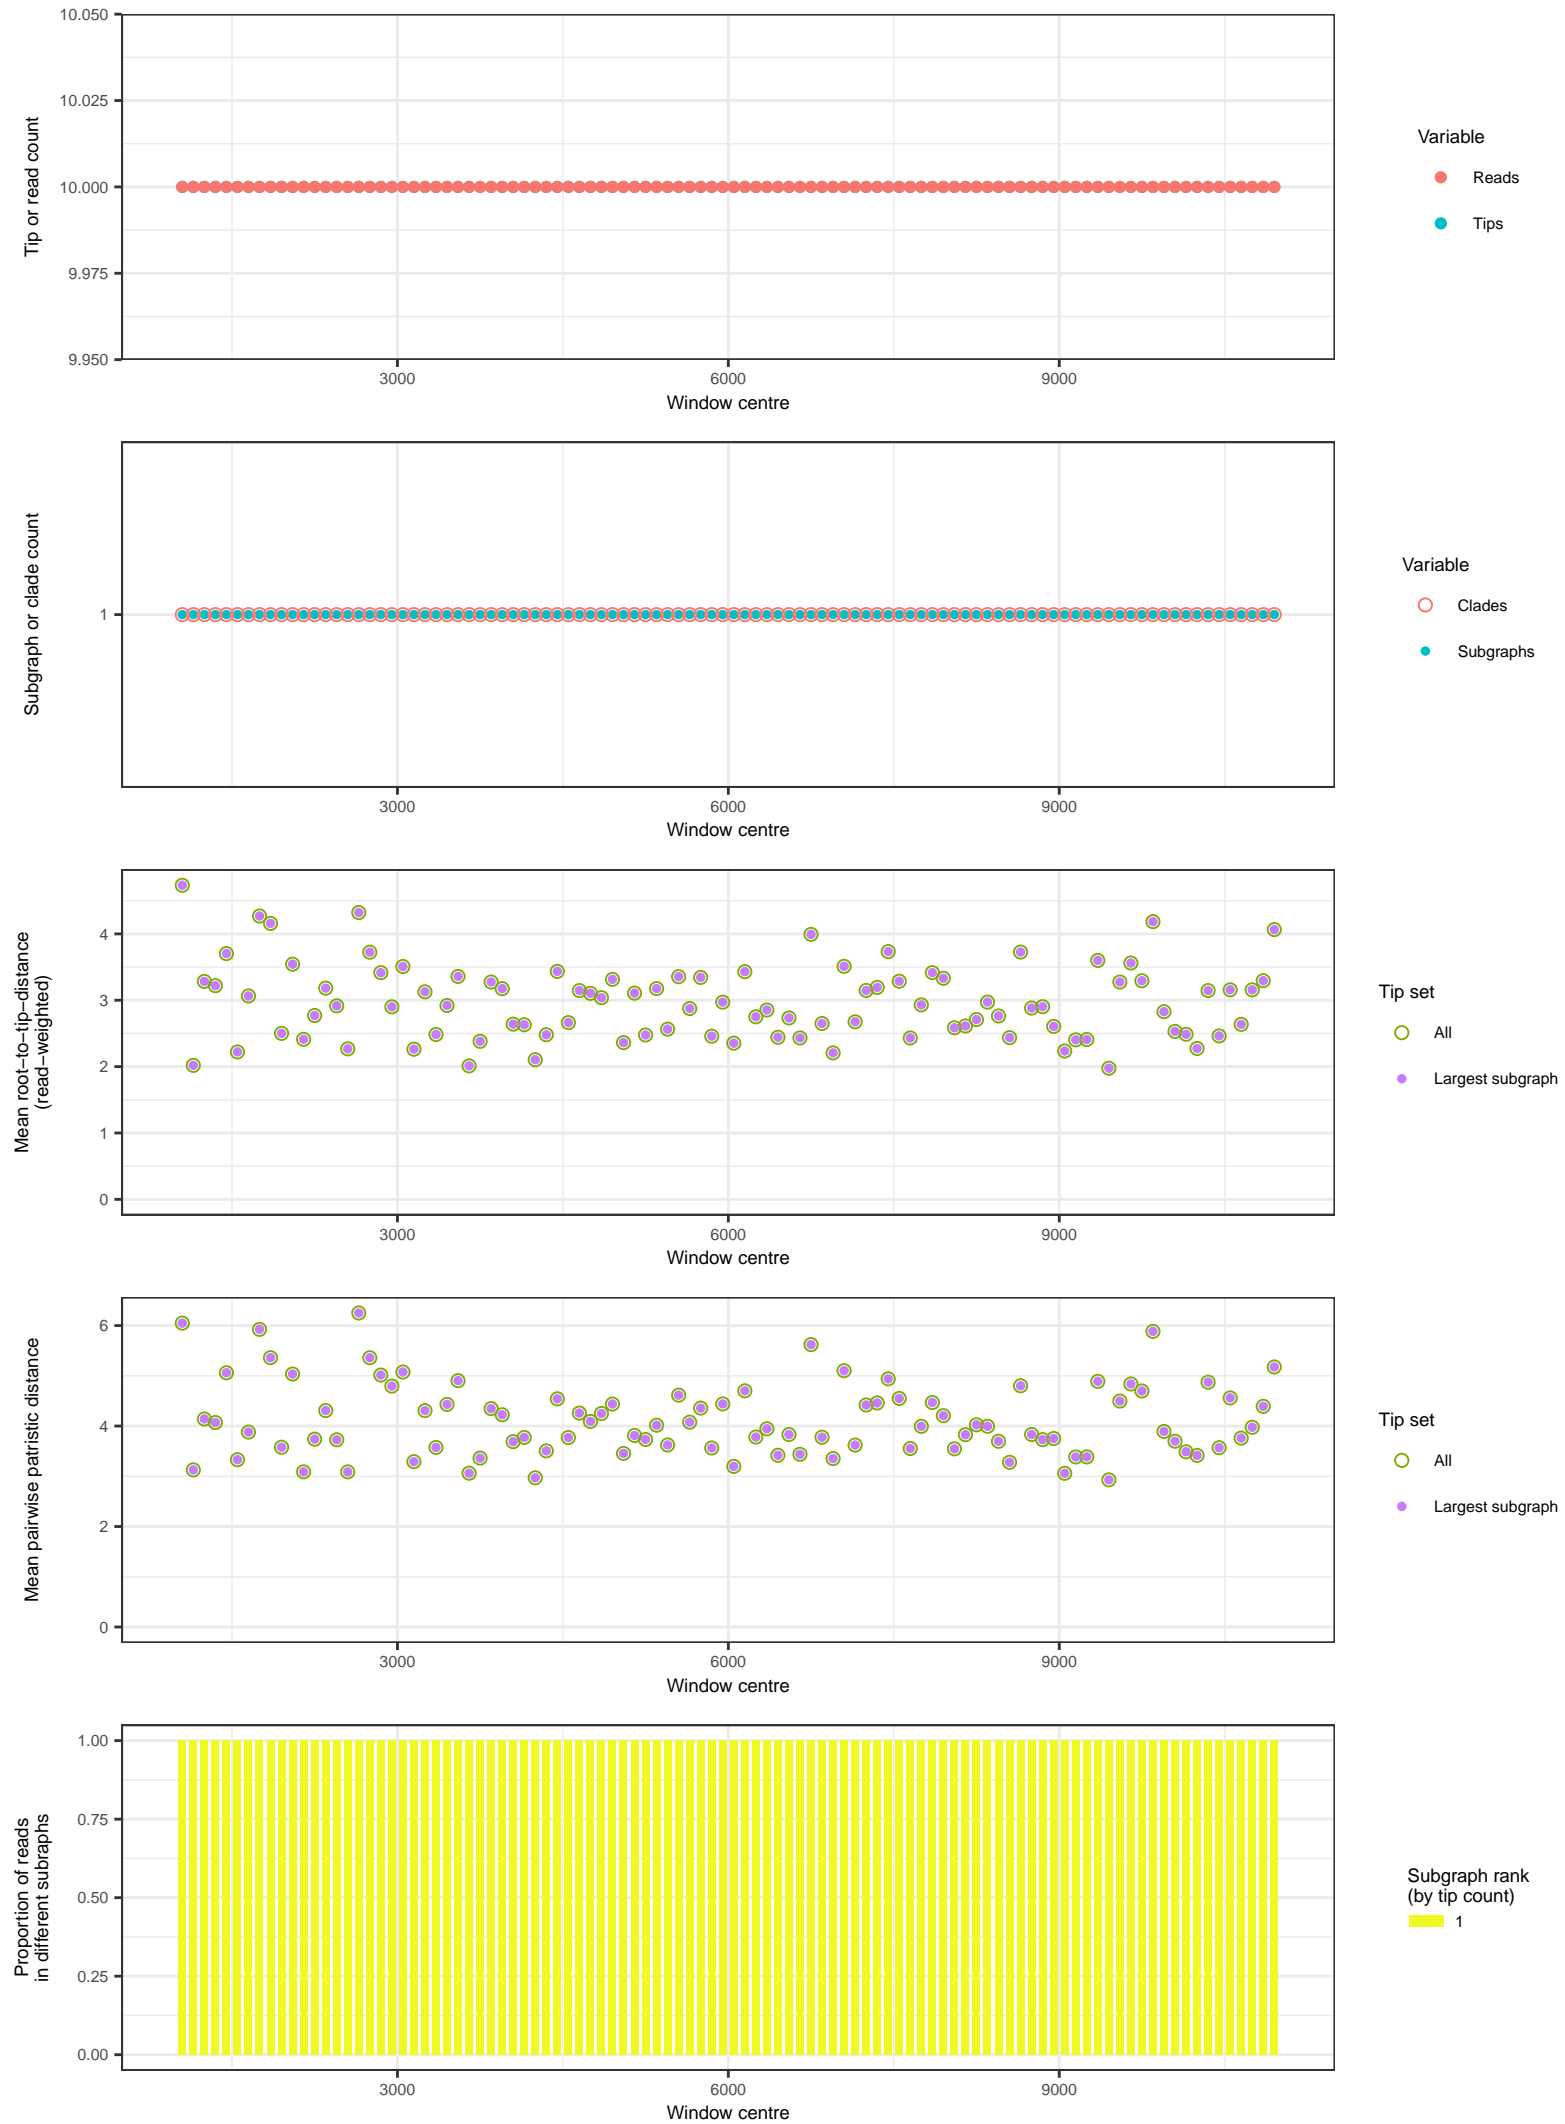 10.050
10.025
10.000
9.975
9.950
Tip or read count
3000
6000
9000
Window centre
Variable
Reads
Tips
1
Subgraph or clade count
3000
6000
9000
Window centre
Variable
Clades
Subgraphs
4
3
2
1
0
Mean root−to−tip−distance
(read−weighted)
3000
6000
9000
Window centre
Tip set
All
Largest subgraph
6
4
2
0
Mean pairwise patristic distance
3000
6000
9000
Window centre
Tip set
All
Largest subgraph
1.00
0.75
0.50
0.25
0.00
Proportion of reads
in different subraphs
3000
6000
9000
Window centre
Subgraph rank
(by tip count)
1